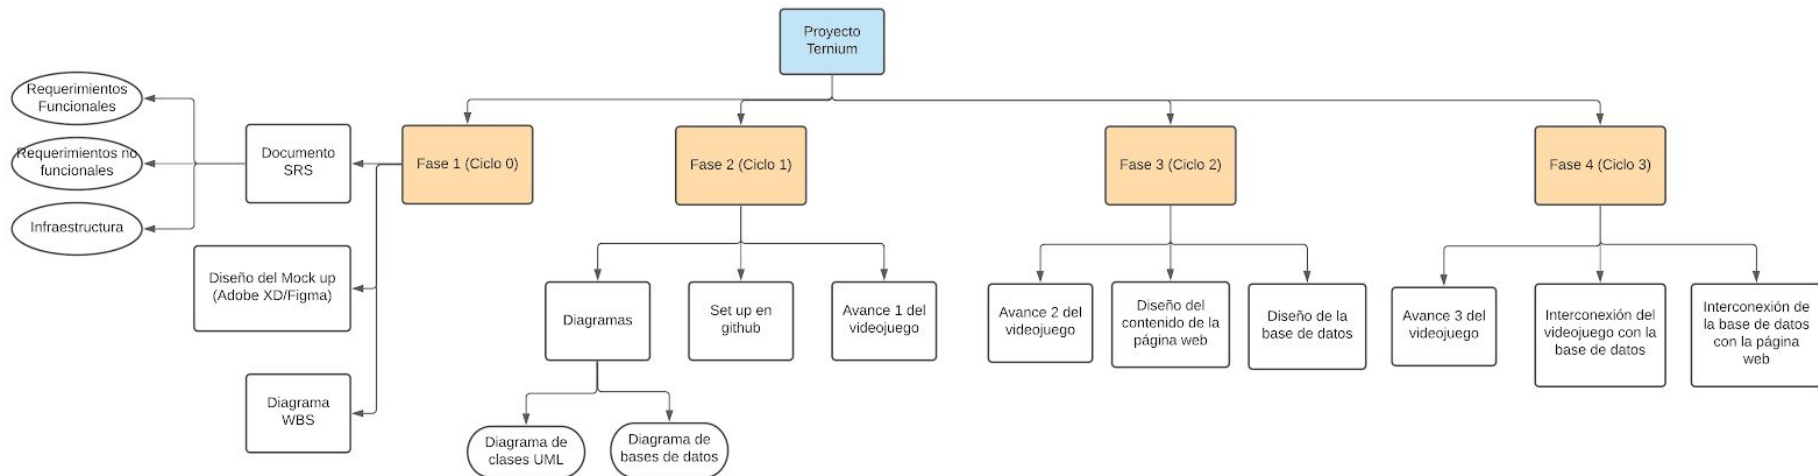 Proyecto
Ternium
Requerimientos
Funcionales
Requerimientos no
funcionales
Infraestructura
Documento
SRS
Fase 1 (Ciclo 0)
Diseño del Mock up
(Adobe XD/Figma)
Diagrama
WBS
Fase 2 (Ciclo 1)
Diagramas
Set up en
github
Avance 1 del
videojuego
Diagrama de
clases UML
Diagrama de
bases de datos
Fase 3 (Ciclo 2)
Avance 2 del
videojuego
Diseño del
contenido de la
página web
Diseño de la
base de datos
Fase 4 (Ciclo 3)
Avance 3 del
videojuego
Interconexión del
videojuego con la
base de datos
Interconexión de
la base de datos
con la página
web